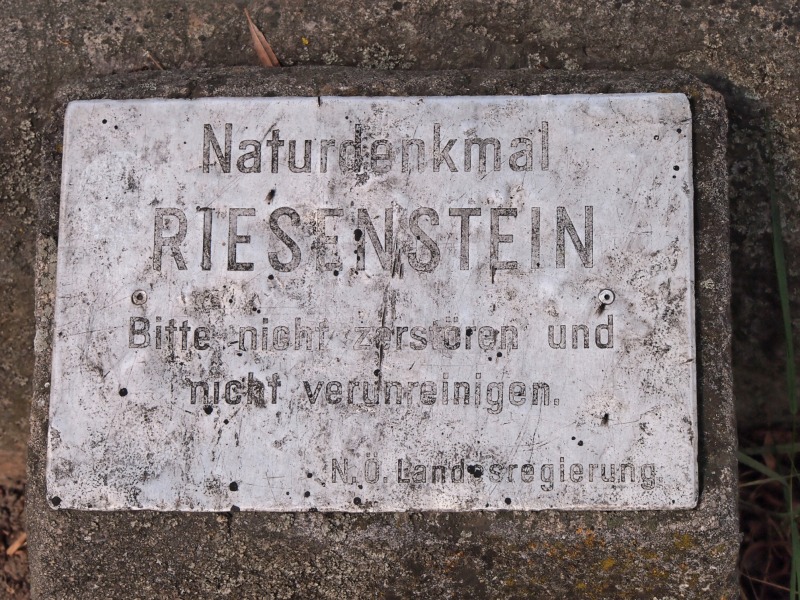 Naturdenkmal
RIESENSTEIN
Bitte nicht zerstören und
nicht verunreinigen.
N.Ö. Landesregierung